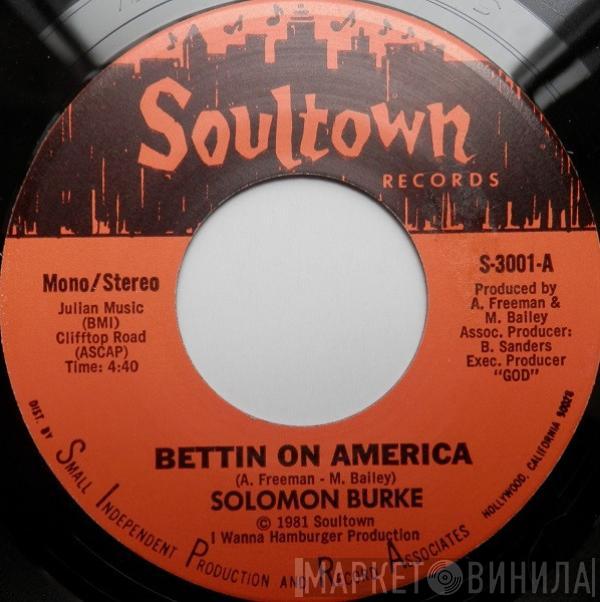 Soultown
RECORDS
Mono/Stereo
Julian Music
(BMI)
Clifftop Road
(ASCAP)
Time: 4:40
S-3001-A
Produced by
A. Freeman &
M. Bailey
Assoc. Producer:
B. Sanders
Exec. Producer
"GOD"
BETTIN ON AMERICA
(A. Freeman - M. Bailey)
SOLOMON BURKE
© 1981 Soultown
I Wanna Hamburger Production
DIST. BY SMALL INDEPENDENT PRODUCTION AND RECORD ASSOCIATES HOLLYWOOD, CALIFORNIA 90028
МАРКЕТ ВИНИЛА